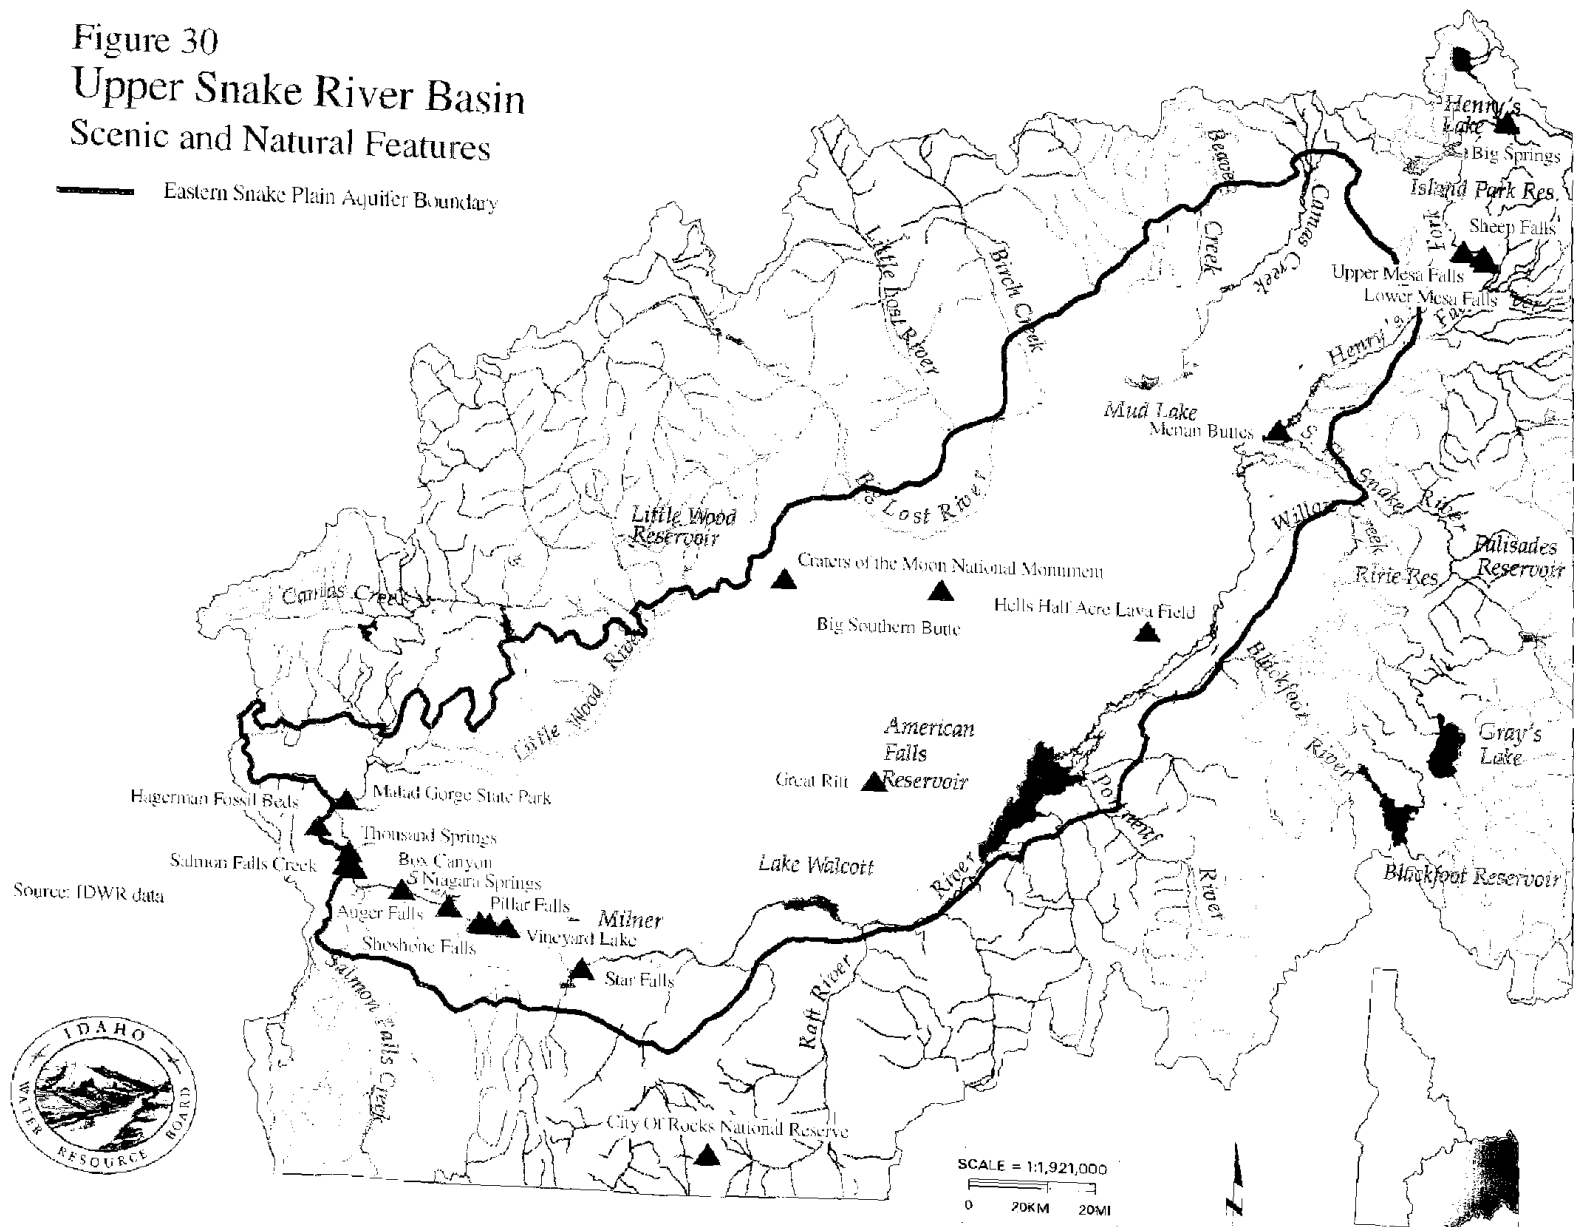 Figure 30
Upper Snake River Basin
Scenic and Natural Features
Eastern Snake Plain Aquifer Boundary
Henry's
Lake
Big Springs
Island Park Res.
Sheep Falls
Fork
Upper Mesa Falls
Lower Mesa Falls
Henry's
Beaver
Creek
Camas Creek
Little Lost River
Birch Creek
Mud Lake
Menan Buttes
Snake River
Big Lost River
Little Wood
Reservoir
Palisades
Reservoir
Ririe Res.
Craters of the Moon National Monument
Camas Creek
Hells Half Acre Lava Field
Big Southern Butte
Little Wood River
Blackfoot River
American
Falls
Reservoir
Gray's
Lake
Great Rift
Portneuf River
Hagerman Fossil Beds
Malad Gorge State Park
Thousand Springs
Salmon Falls Creek
Box Canyon
Niagara Springs
Lake Walcott
River
Blackfoot Reservoir
Source: IDWR data
Auger Falls
Pillar Falls
Milner
Shoshone Falls
Vineyard Lake
Star Falls
Salmon Falls Creek
Raft River
IDAHO
WATER RESOURCE BOARD
City Of Rocks National Reserve
SCALE = 1:1,921,000
0 20KM 20MI